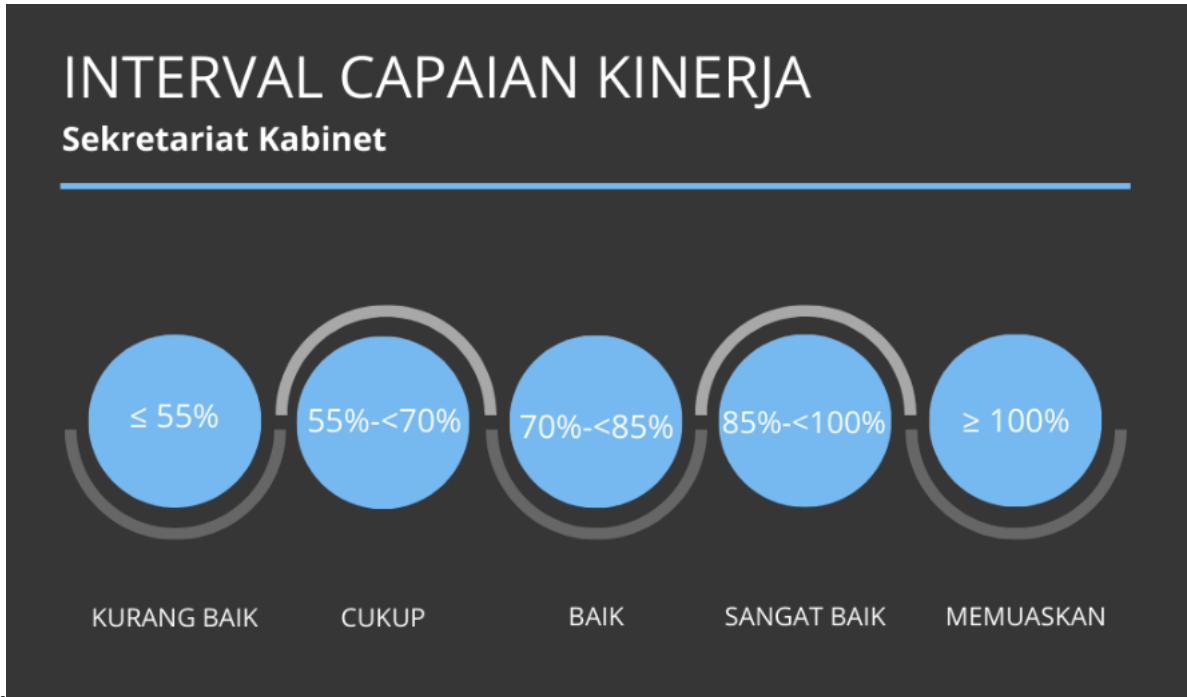 INTERVAL CAPAIAN KINERJA
Sekretariat Kabinet
≤ 55%
55%-<70%
70%-<85%
85%-<100%
≥ 100%
KURANG BAIK
CUKUP
BAIK
SANGAT BAIK
MEMUASKAN